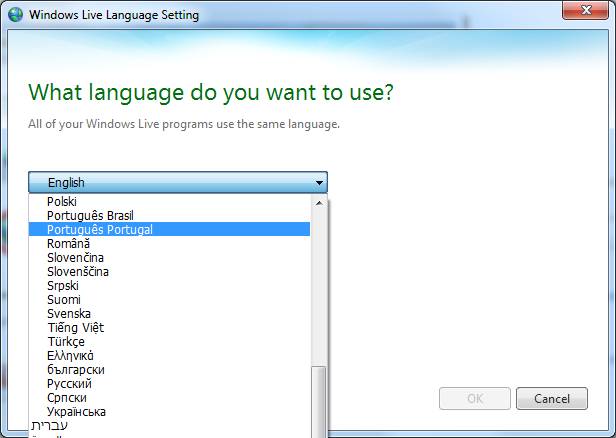 Windows Live Language Setting
What language do you want to use?
All of your Windows Live programs use the same language.
English
Polski
Português Brasil
Português Portugal
Română
Slovenčina
Slovenščina
Srpski
Suomi
Svenska
Tiếng Việt
Türkçe
Ελληνικά
български
Русский
Српски
Українська
עברית
OK
Cancel